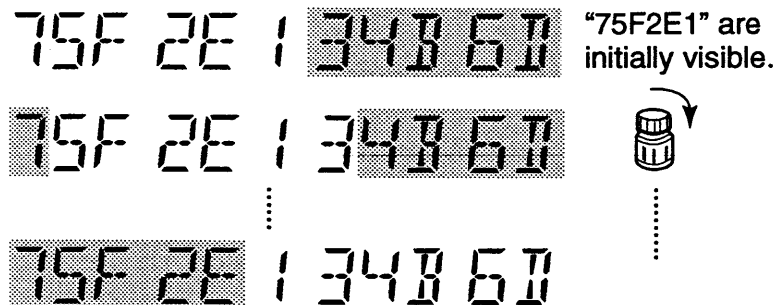 75F 2E 1 34B 6D
"75F2E1" are
initially visible.
75F 2E 1 34B 6D
75F 2E 1 34B 6D